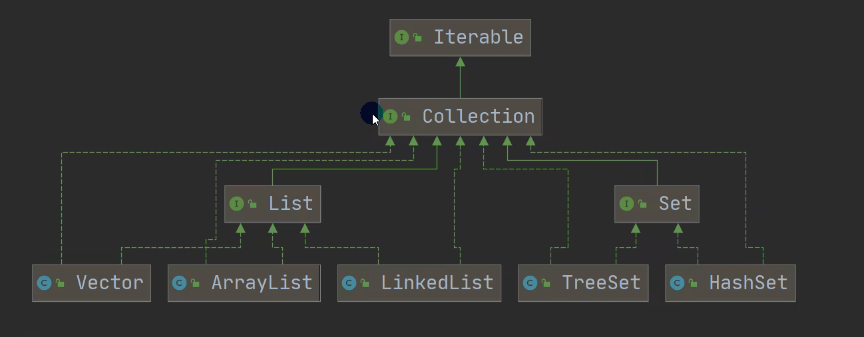 Iterable
Collection
List
Set
Vector
ArrayList
LinkedList
TreeSet
HashSet